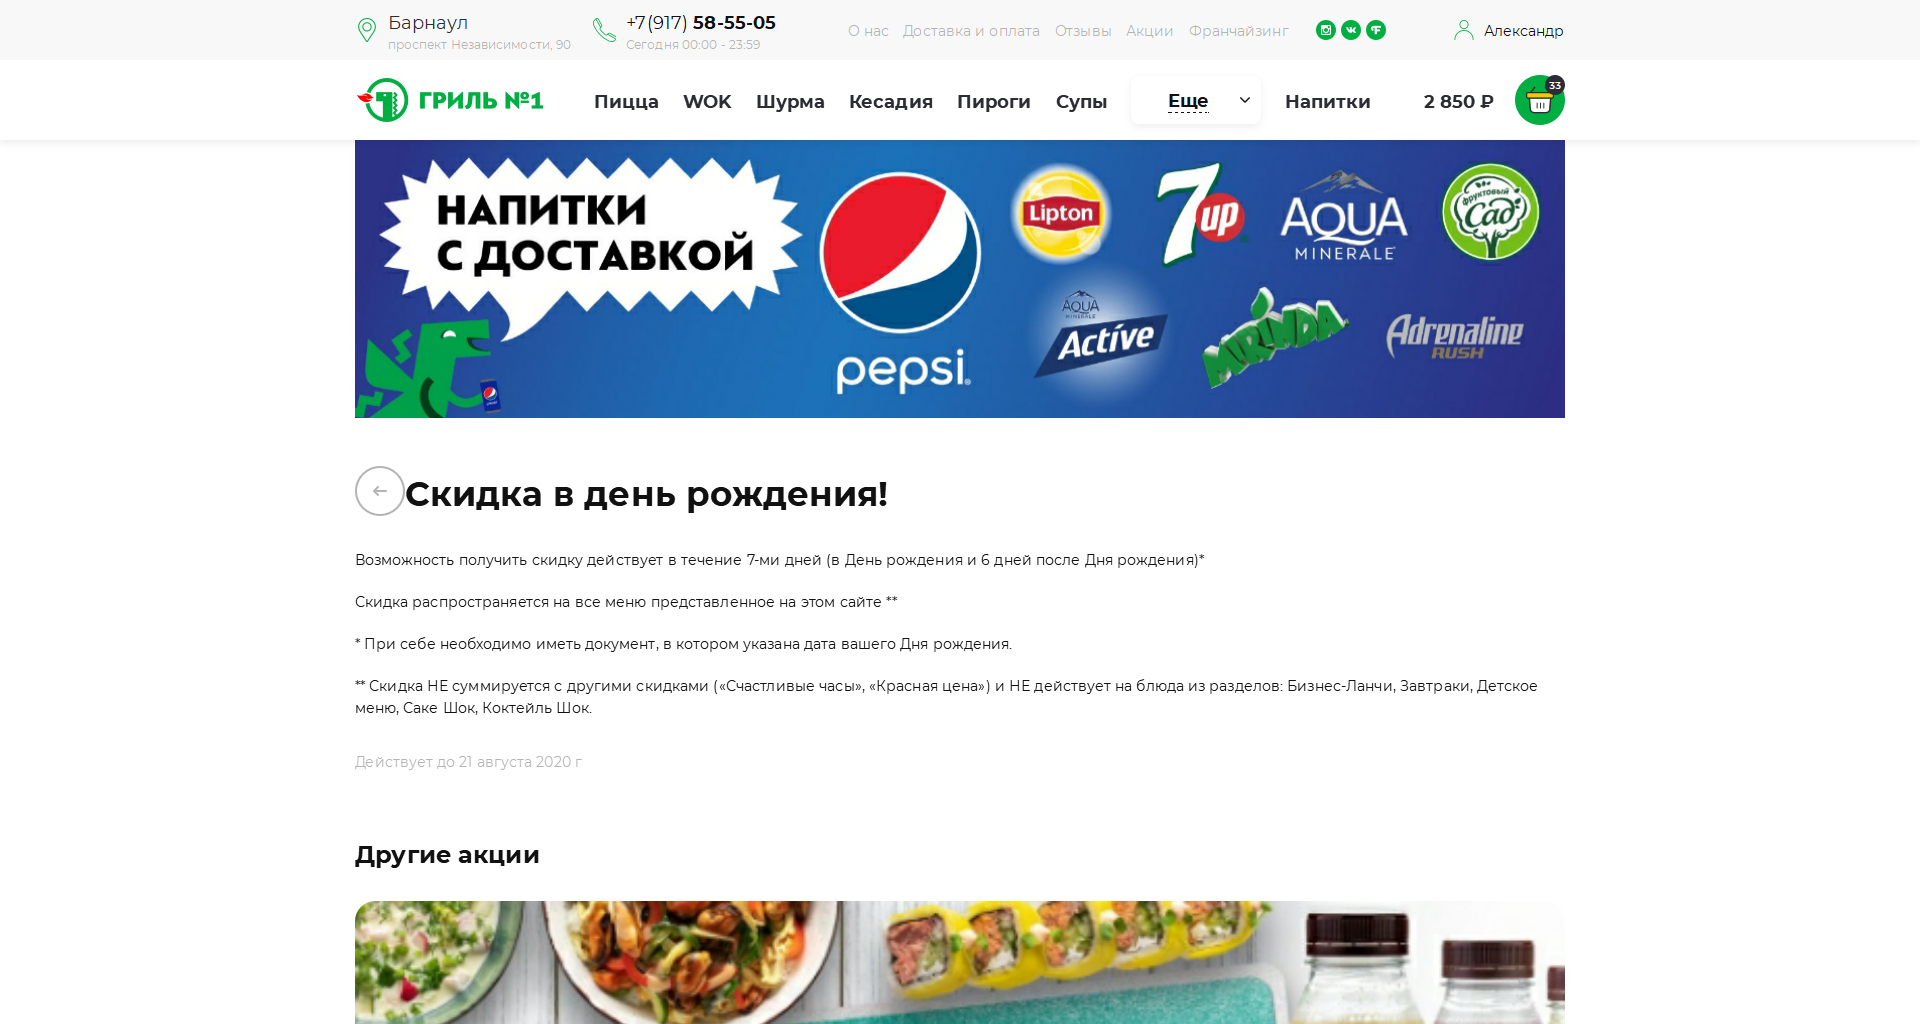 Барнаул
проспект Независимости, 90
+7(917) 58-55-05
Сегодня 00:00 - 23:59
О нас
Доставка и оплата
Отзывы
Акции
Франчайзинг
Александр
ГРИЛЬ №1
Пицца
WOK
Шурма
Кесадия
Пироги
Супы
Еще
Напитки
2 850 ₽
33
НАПИТКИ
С ДОСТАВКОЙ
pepsi
Lipton
7up
AQUA
MINERALE
фруктовый
Сад
AQUA
MINERALE
Active
MIRINDA
Adrenaline
RUSH
Скидка в день рождения!
Возможность получить скидку действует в течение 7-ми дней (в День рождения и 6 дней после Дня рождения)*
Скидка распространяется на все меню представленное на этом сайте **
* При себе необходимо иметь документ, в котором указана дата вашего Дня рождения.
** Скидка НЕ суммируется с другими скидками («Счастливые часы», «Красная цена») и НЕ действует на блюда из разделов: Бизнес-Ланчи, Завтраки, Детское
меню, Саке Шок, Коктейль Шок.
Действует до 21 августа 2020 г
Другие акции